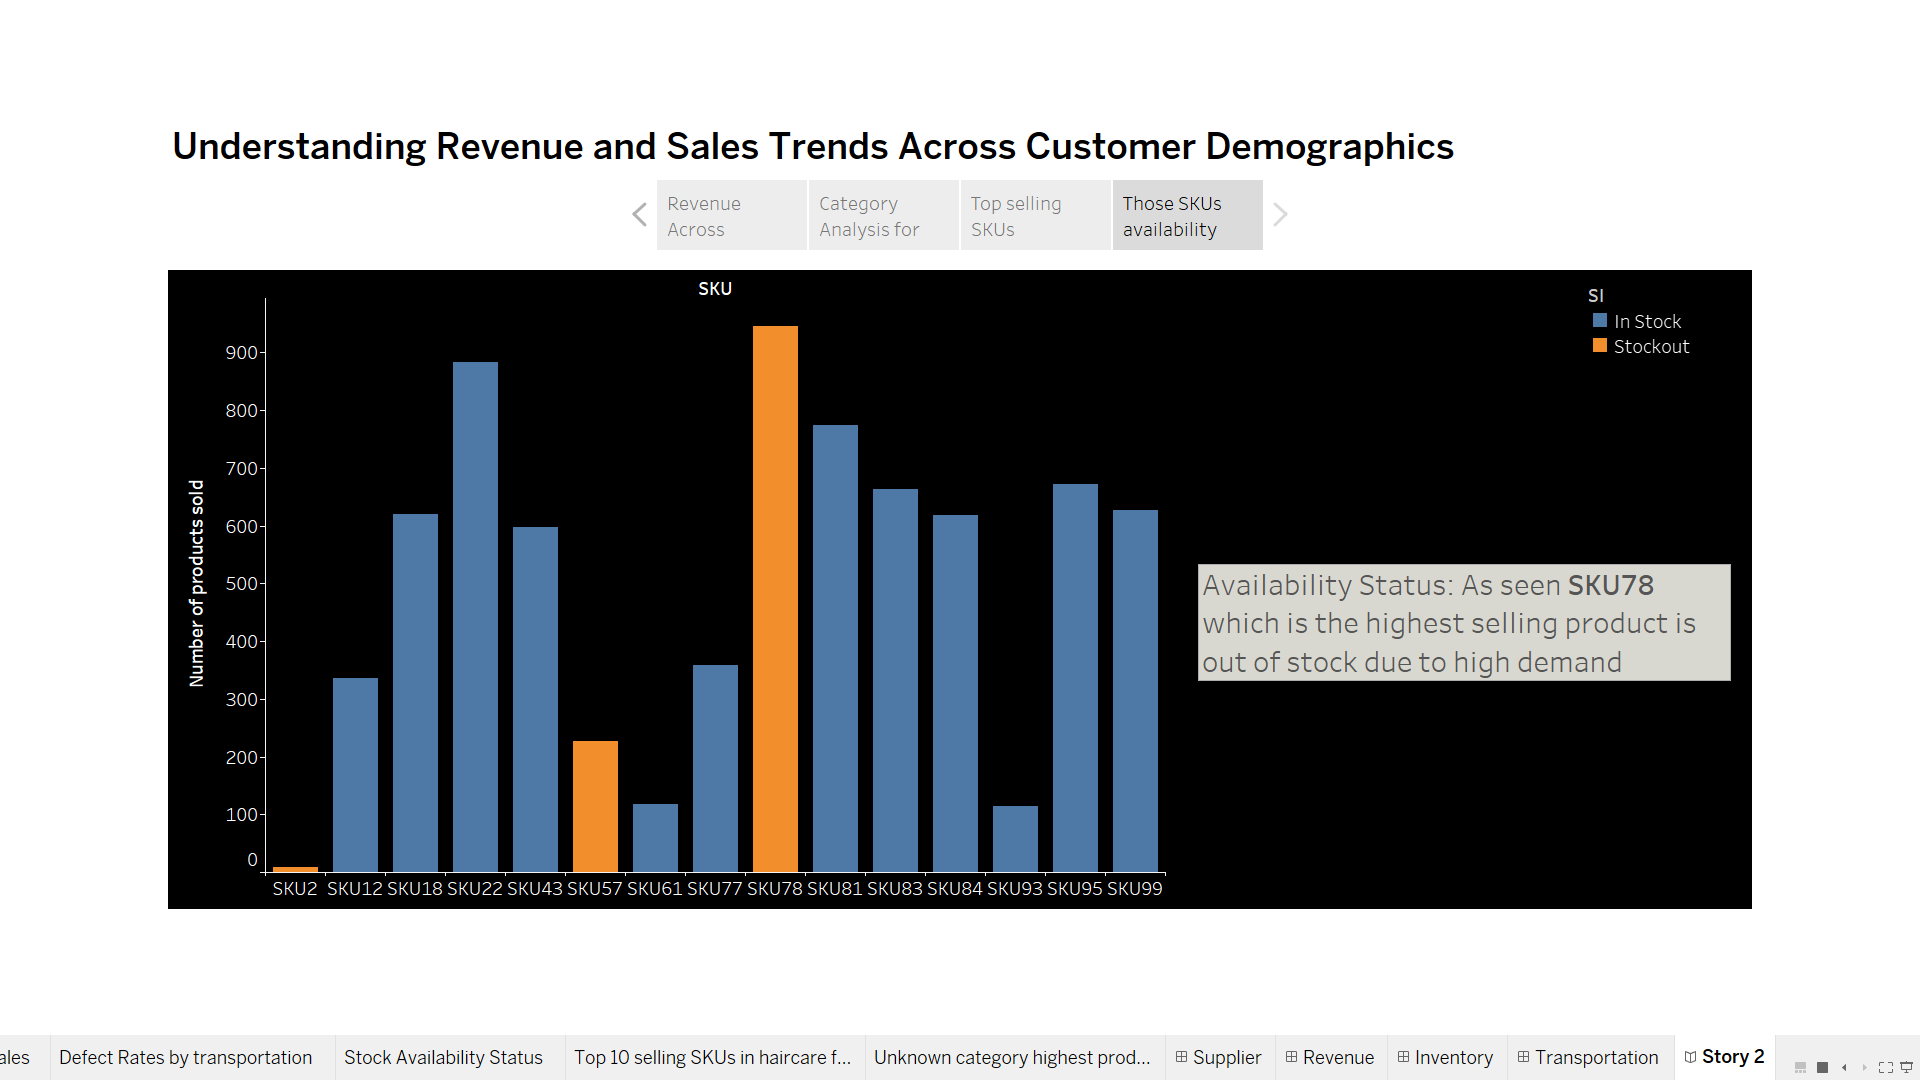 Understanding Revenue and Sales Trends Across Customer Demographics
Revenue
Across
Category
Analysis for
Top selling
SKUs
Those SKUs
availability
SKU
SI
In Stock
Stockout
Number of products sold
900
800
700
600
500
400
300
200
100
0
SKU2 SKU12 SKU18 SKU22 SKU43 SKU57 SKU61 SKU77 SKU78 SKU81 SKU83 SKU84 SKU93 SKU95 SKU99
Availability Status: As seen SKU78
which is the highest selling product is
out of stock due to high demand
ales Defect Rates by transportation Stock Availability Status Top 10 selling SKUs in haircare f... Unknown category highest prod... Supplier Revenue Inventory Transportation Story 2